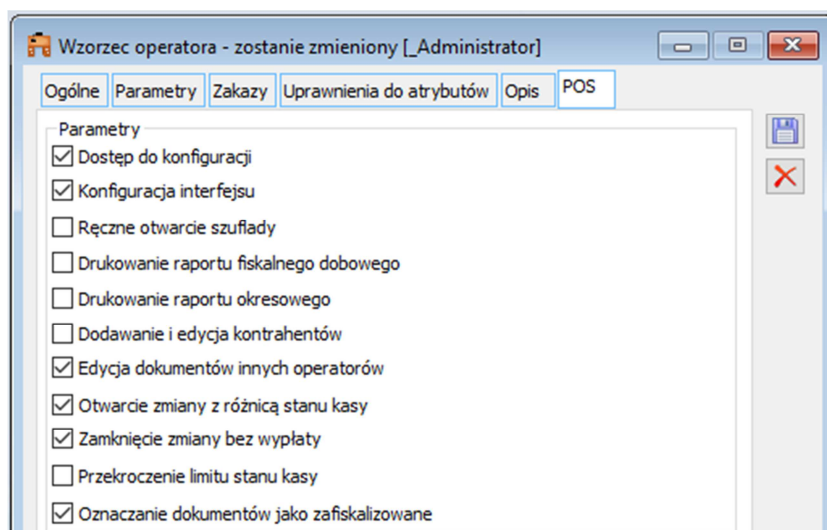 Wzorzec operatora - zostanie zmieniony [_Administrator]
Ogólne Parametry Zakazy Uprawnienia do atrybutów Opis POS
Parametry
Dostęp do konfiguracji
Konfiguracja interfejsu
Ręczne otwarcie szuflady
Drukowanie raportu fiskalnego dobowego
Drukowanie raportu okresowego
Dodawanie i edycja kontrahentów
Edycja dokumentów innych operatorów
Otwarcie zmiany z różnicą stanu kasy
Zamknięcie zmiany bez wypłaty
Przekroczenie limitu stanu kasy
Oznaczanie dokumentów jako zafiskalizowane